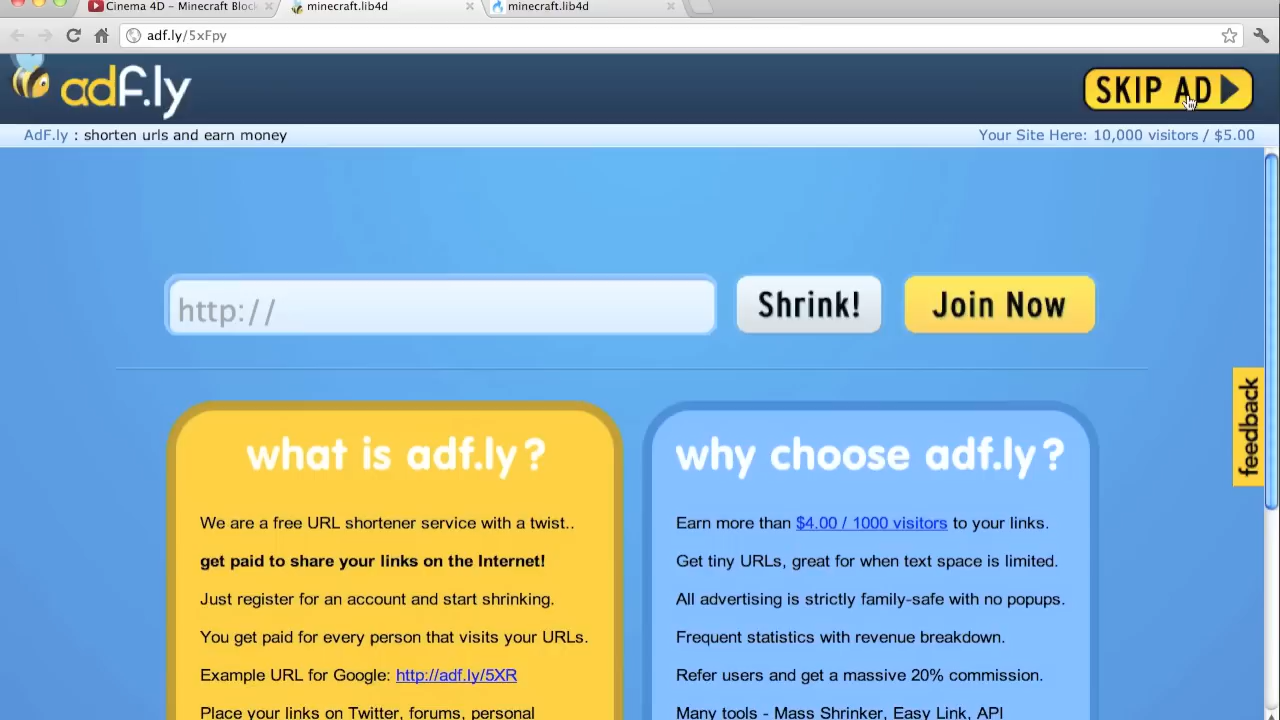 Cinema 4D – Minecraft Block
minecraft.lib4d
minecraft.lib4d
adf.ly/5xFpy
adf.ly
SKIP AD
AdF.ly : shorten urls and earn money
Your Site Here: 10,000 visitors / $5.00
http://
Shrink!
Join Now
feedback
what is adf.ly?
We are a free URL shortener service with a twist..
get paid to share your links on the Internet!
Just register for an account and start shrinking.
You get paid for every person that visits your URLs.
Example URL for Google: http://adf.ly/5XR
Place your links on Twitter, forums, personal
why choose adf.ly?
Earn more than $4.00 / 1000 visitors to your links.
Get tiny URLs, great for when text space is limited.
All advertising is strictly family-safe with no popups.
Frequent statistics with revenue breakdown.
Refer users and get a massive 20% commission.
Many tools - Mass Shrinker, Easy Link, API